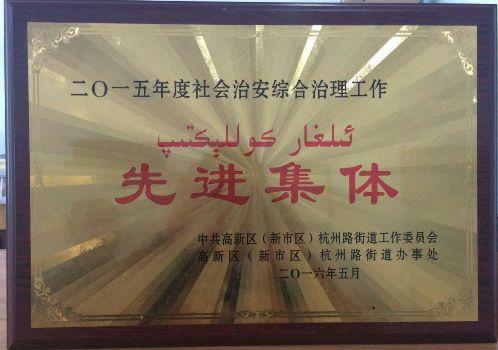 二〇一五年度社会治安综合治理工作
ئىلغار كوللېكتىپ
先进集体
中共高新区（新市区）杭州路街道工作委员会
高新区（新市区）杭州路街道办事处
二〇一六年五月